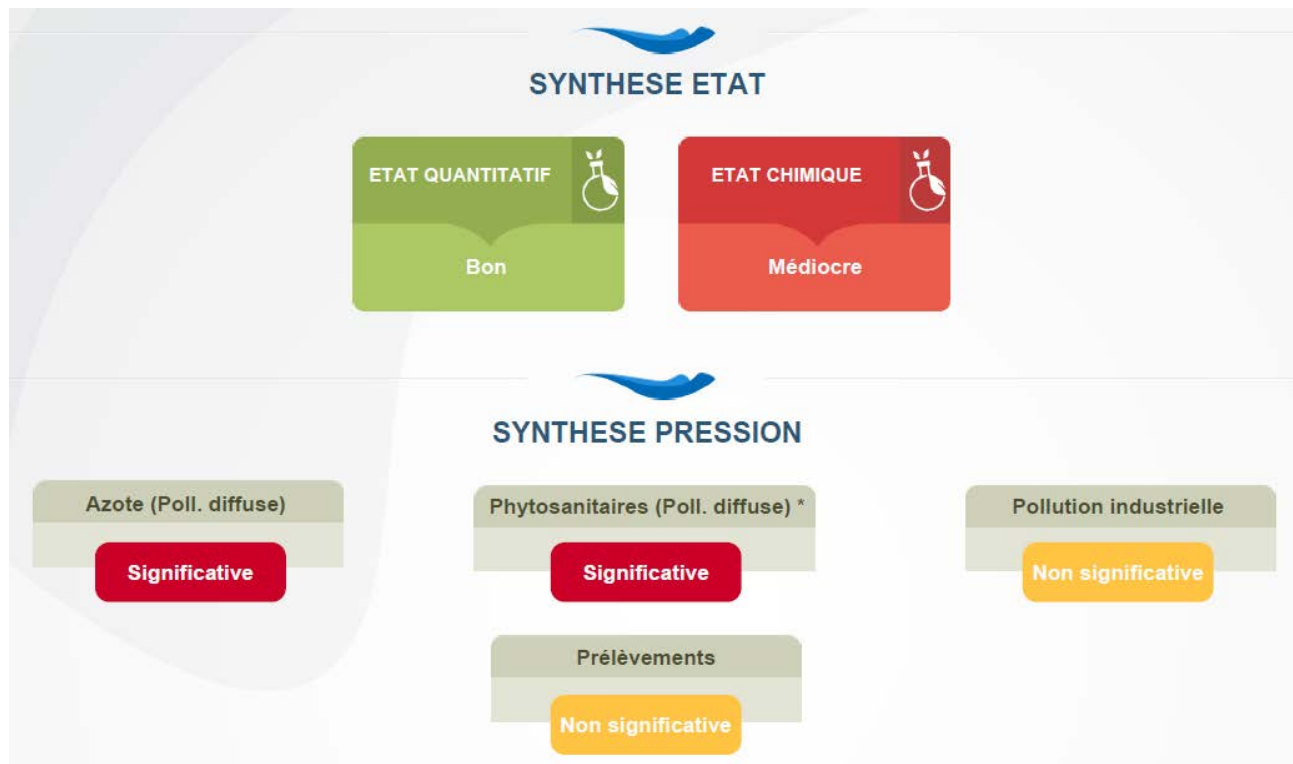 SYNTHESE ETAT
ETAT QUANTITATIF
Bon
ETAT CHIMIQUE
Médiocre
SYNTHESE PRESSION
Azote (Poll. diffuse)
Significative
Phytosanitaires (Poll. diffuse) *
Significative
Pollution industrielle
Non significative
Prélèvements
Non significative